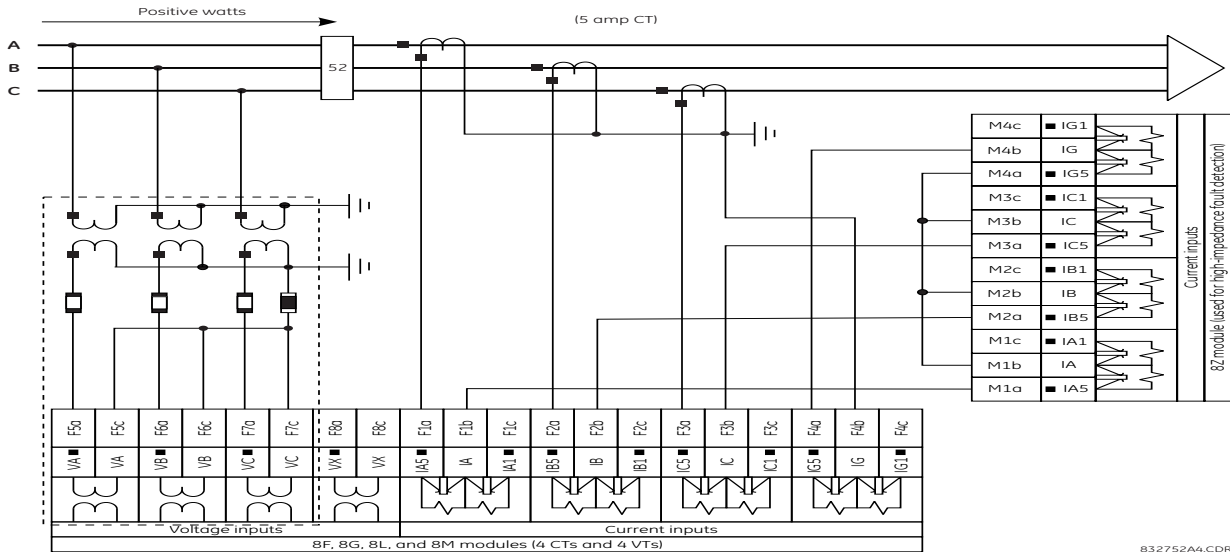 Positive watts
(5 amp CT)
A
B
C
52
M4c IG1
M4b IG
M4a IG5
M3c IC1
M3b IC
M3a IC5
M2c IB1
M2b IB
M2a IB5
M1c IA1
M1b IA
M1a IA5
Current inputs
8Z module (used for high-impedance fault detection)
F5a F5c F6a F6c F7a F7c F8a F8c F1a F1b F1c F2a F2b F2c F3a F3b F3c F4a F4b F4c
VA VA VB VB VC VC VX VX IA5 IA IA1 IB5 IB IB1 IC5 IC IC1 IG5 IG IG1
Voltage inputs Current inputs
8F, 8G, 8L, and 8M modules (4 CTs and 4 VTs)
832752A4.CDR